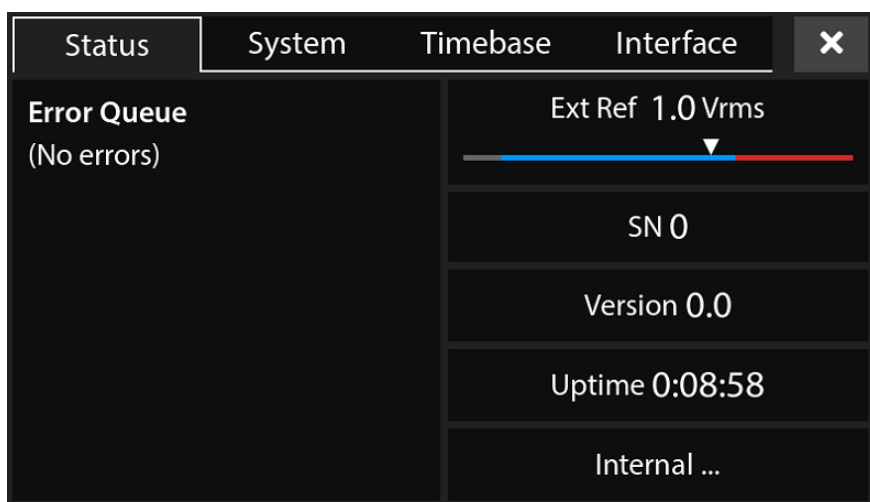 Status System Timebase Interface ×
Error Queue
(No errors)
Ext Ref 1.0 Vrms
SN 0
Version 0.0
Uptime 0:08:58
Internal ...